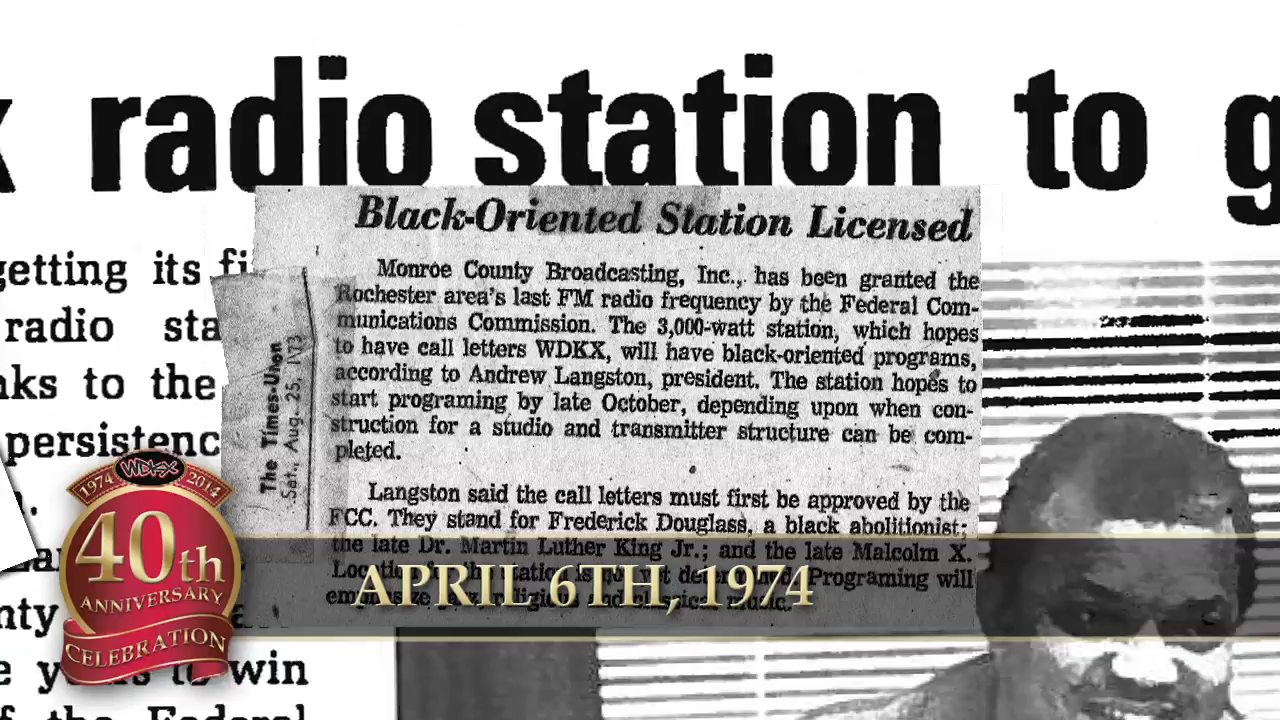 radio station to g
Black-Oriented Station Licensed
Monroe County Broadcasting, Inc., has been granted the
Rochester area's last FM radio frequency by the Federal Com-
munications Commission. The 3,000-watt station, which hopes
to have call letters WDKX, will have black-oriented programs,
according to Andrew Langston, president. The station hopes to
start programing by late October, depending upon when con-
struction for a studio and transmitter structure can be com-
pleted.
Langston said the call letters must first be approved by the
FCC. They stand for Frederick Douglass, a black abolitionist;
the late Dr. Martin Luther King Jr.; and the late Malcolm X.
Programing will
The Times-Union
Sat., Aug. 25, 1973
getting its fi
radio sta
nks to the
persistenc
nty
win
of the Federal
1974 WDKX 2014
40th
ANNIVERSARY
CELEBRATION
APRIL 6TH, 1974